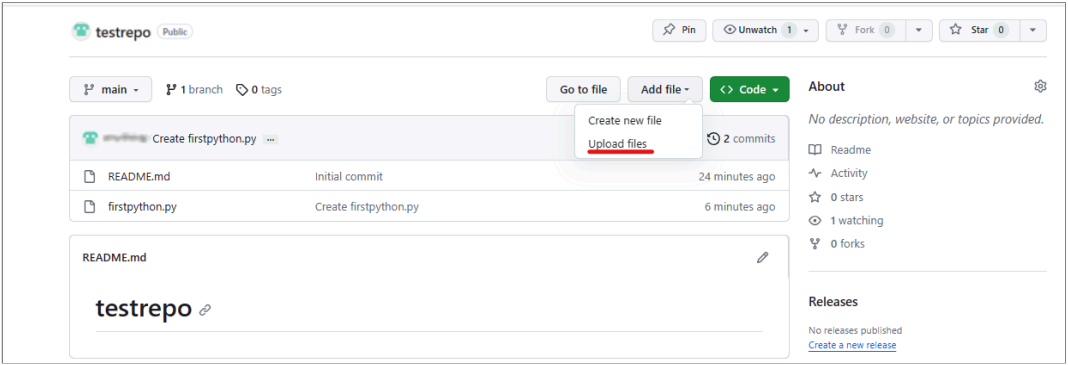 testrepo Public Pin Unwatch 1 Fork 0 Star 0
main 1 branch 0 tags Go to file Add file <> Code About
Create new file
Upload files
No description, website, or topics provided.
Create firstpython.py ... 2 commits
Readme
README.md Initial commit 24 minutes ago
Activity
firstpython.py Create firstpython.py 6 minutes ago
0 stars
1 watching
0 forks
README.md
testrepo
Releases
No releases published
Create a new release